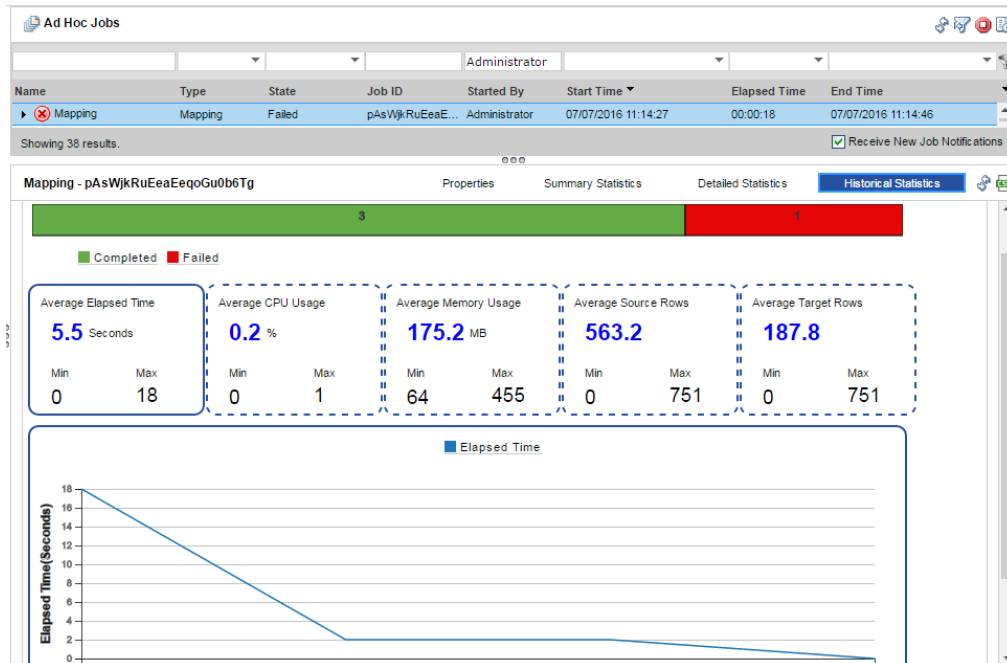 Ad Hoc Jobs
Administrator
Name Type State Job ID Started By Start Time Elapsed Time End Time
Mapping Mapping Failed pAsWjkRuEeaE... Administrator 07/07/2016 11:14:27 00:00:18 07/07/2016 11:14:46
Showing 38 results. Receive New Job Notifications
Mapping - pAsWjkRuEeaEeqoGu0b6Tg Properties Summary Statistics Detailed Statistics Historical Statistics
3 1
Completed Failed
Average Elapsed Time Average CPU Usage Average Memory Usage Average Source Rows Average Target Rows
5.5 Seconds 0.2 % 175.2 MB 563.2 187.8
Min Max Min Max Min Max Min Max Min Max
0 18 0 1 64 455 0 751 0 751
Elapsed Time
Elapsed Time(Seconds)
18
16
14
12
10
8
6
4
2
0